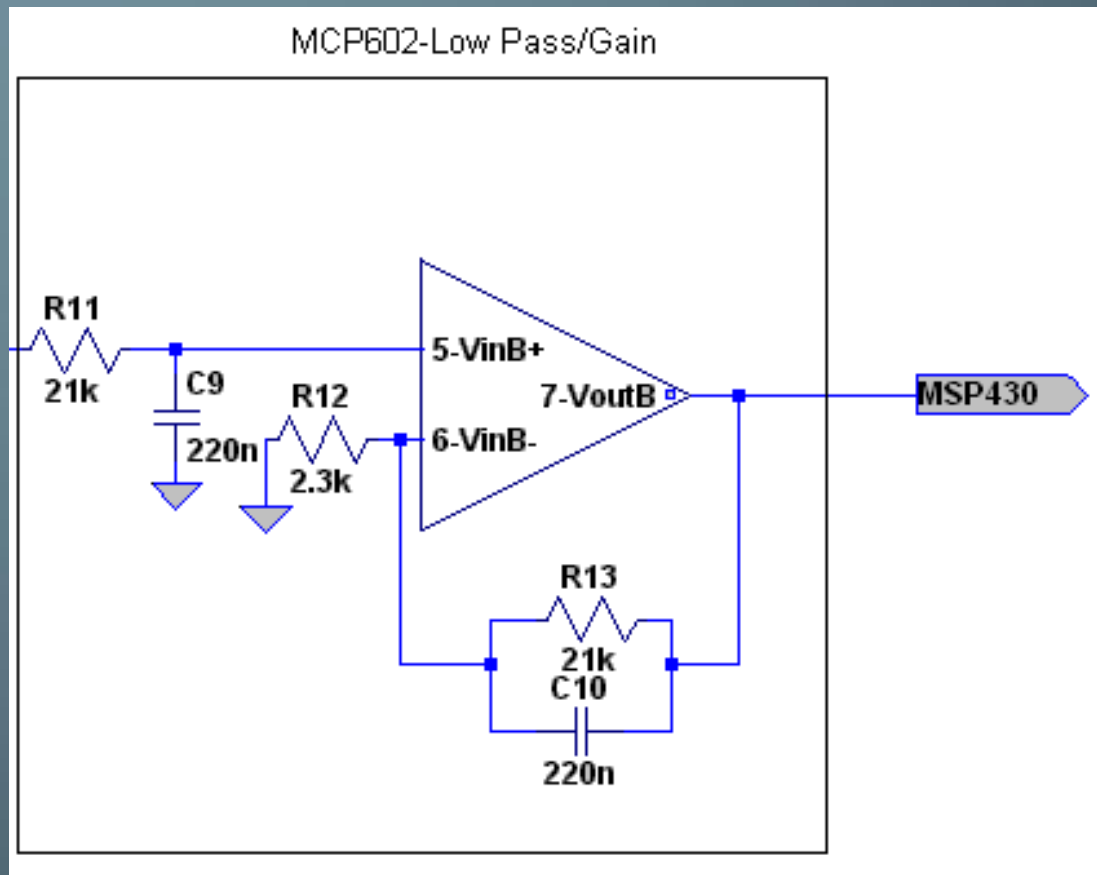 MCP602-Low Pass/Gain
R11
21k
C9
220n
R12
2.3k
5-VinB+
7-VoutB
6-VinB-
MSP430
R13
21k
C10
220n